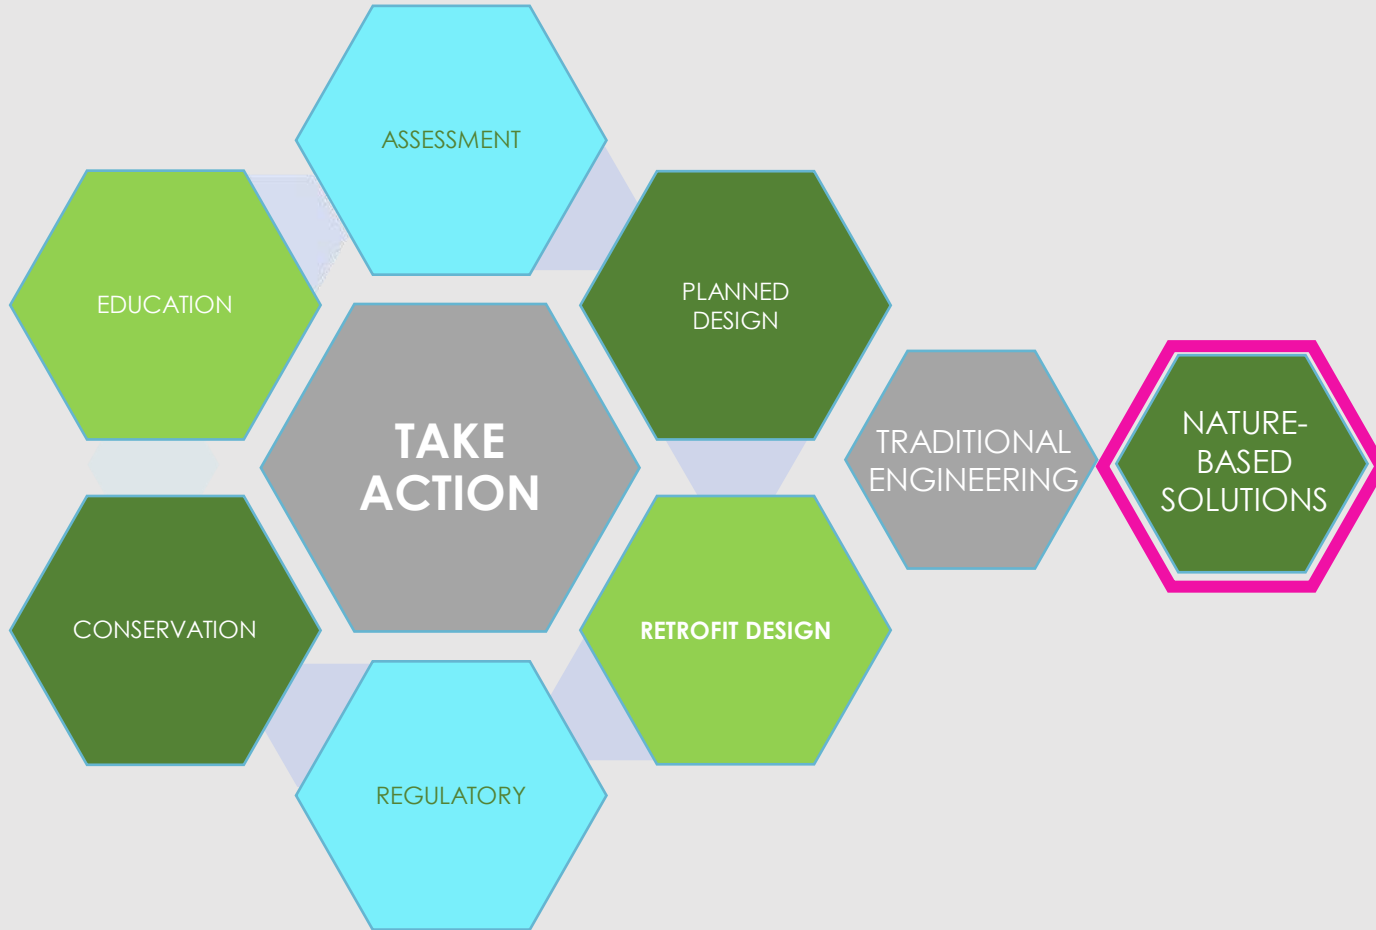 ASSESSMENT
EDUCATION
PLANNED
DESIGN
TAKE
ACTION
TRADITIONAL
ENGINEERING
NATURE-
BASED
SOLUTIONS
CONSERVATION
RETROFIT DESIGN
REGULATORY